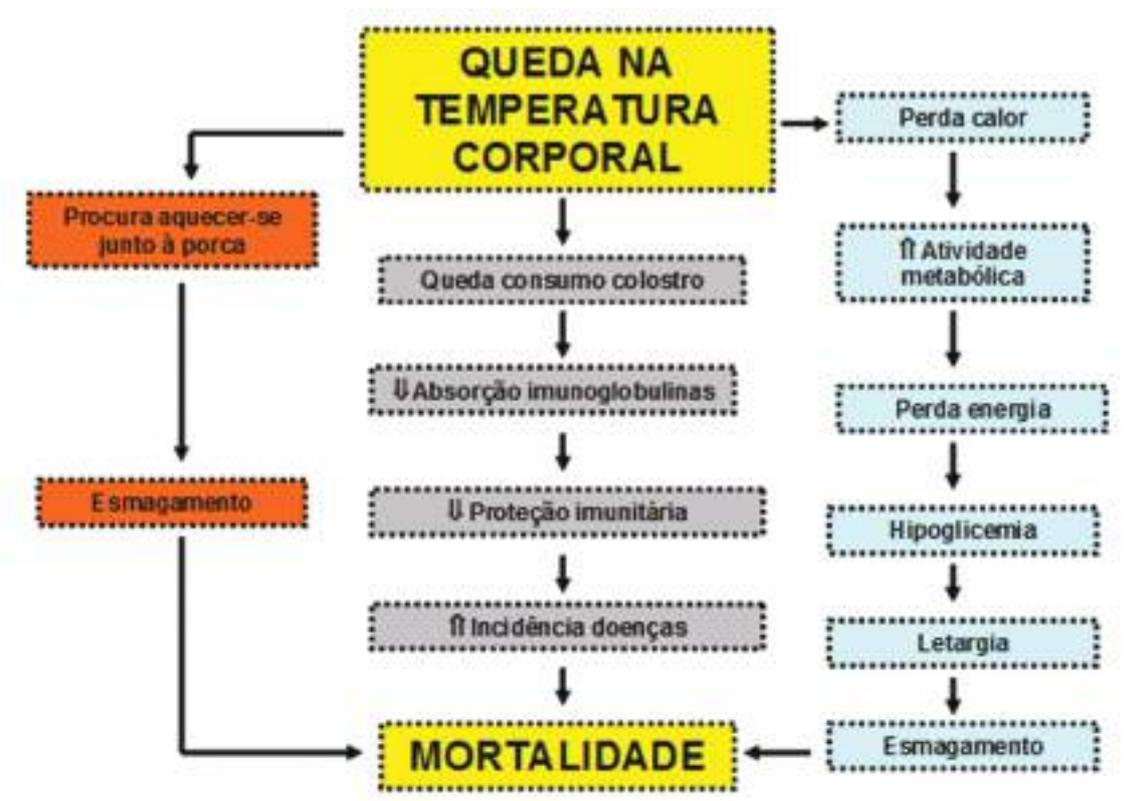 QUEDA NA
TEMPERATURA
CORPORAL
Procura aquecer-se
junto à porca
Esmagamento
Queda consumo colostro
⇓Absorção imunoglobulinas
⇓ Proteção imunitária
⇑ Incidência doenças
Perda calor
⇑ Atividade
metabólica
Perda energia
Hipoglicemia
Letargia
Esmagamento
MORTALIDADE